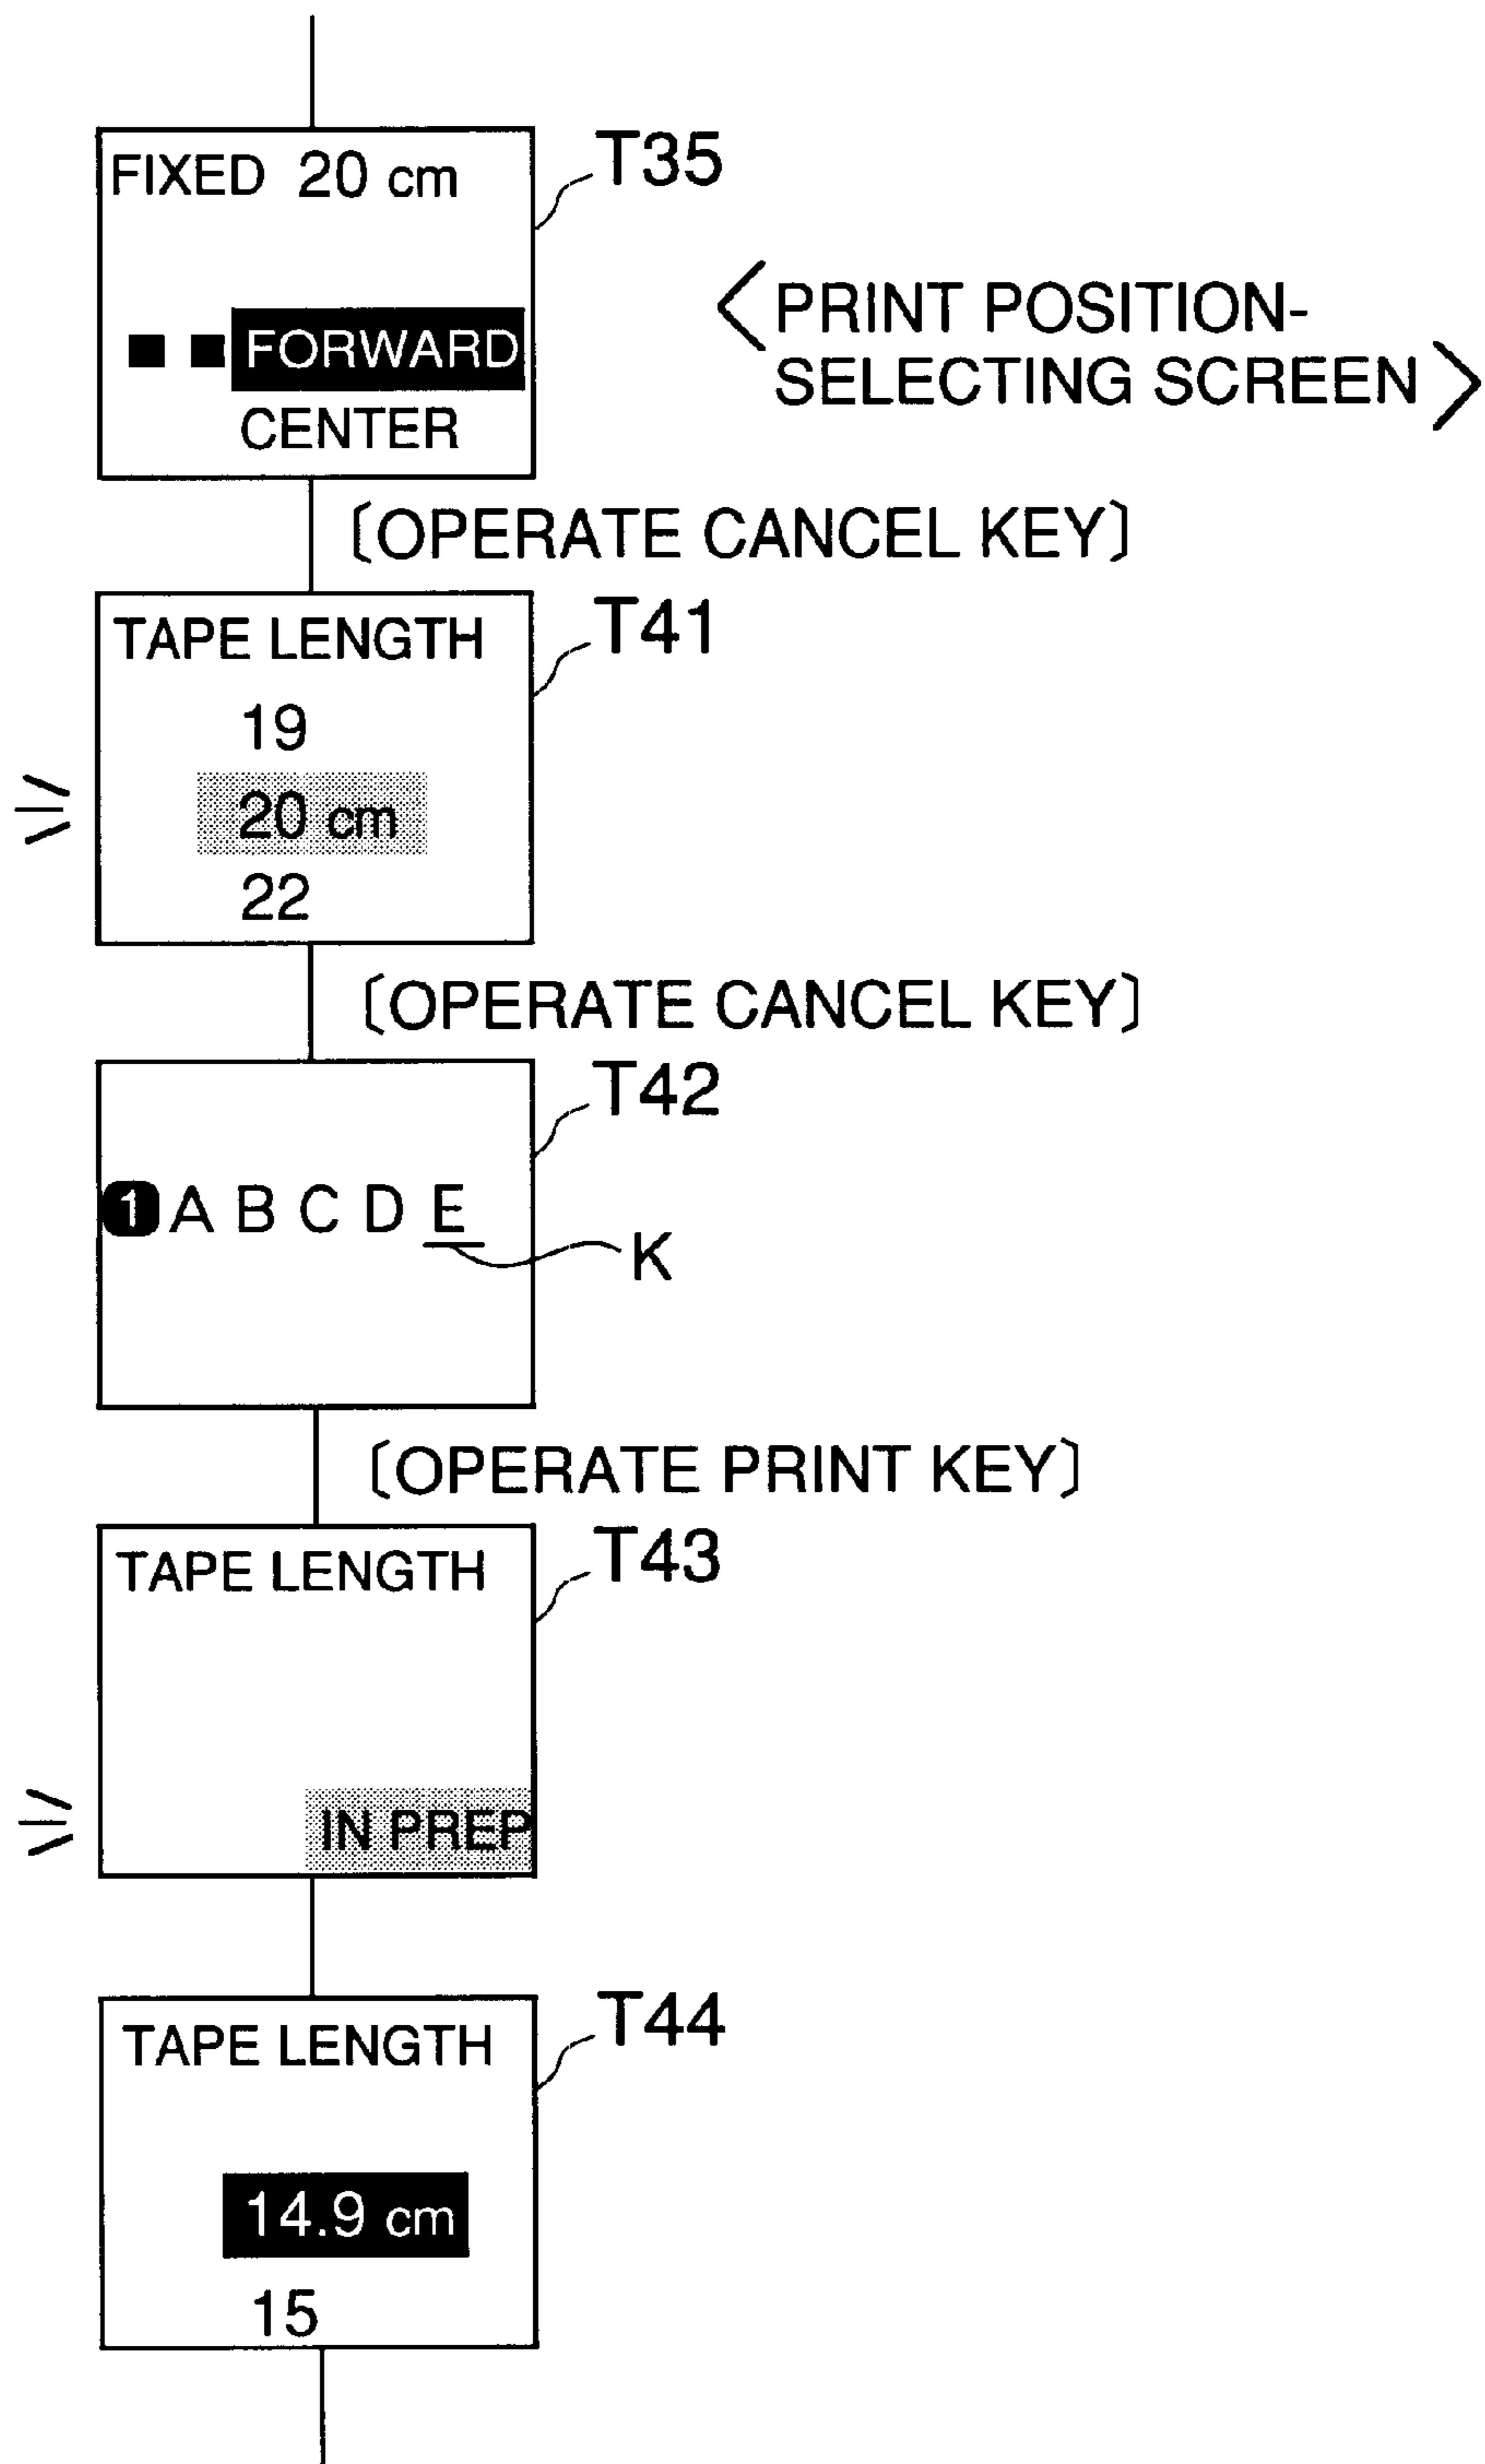 FIXED 20 cm
T35
■ ■ FORWARD
CENTER
〈PRINT POSITION-
SELECTING SCREEN〉
〔OPERATE CANCEL KEY〕
TAPE LENGTH
T41
19
20 cm
22
〔OPERATE CANCEL KEY〕
T42
1 A B C D E
K
〔OPERATE PRINT KEY〕
TAPE LENGTH
T43
IN PREP
TAPE LENGTH
T44
14.9 cm
15